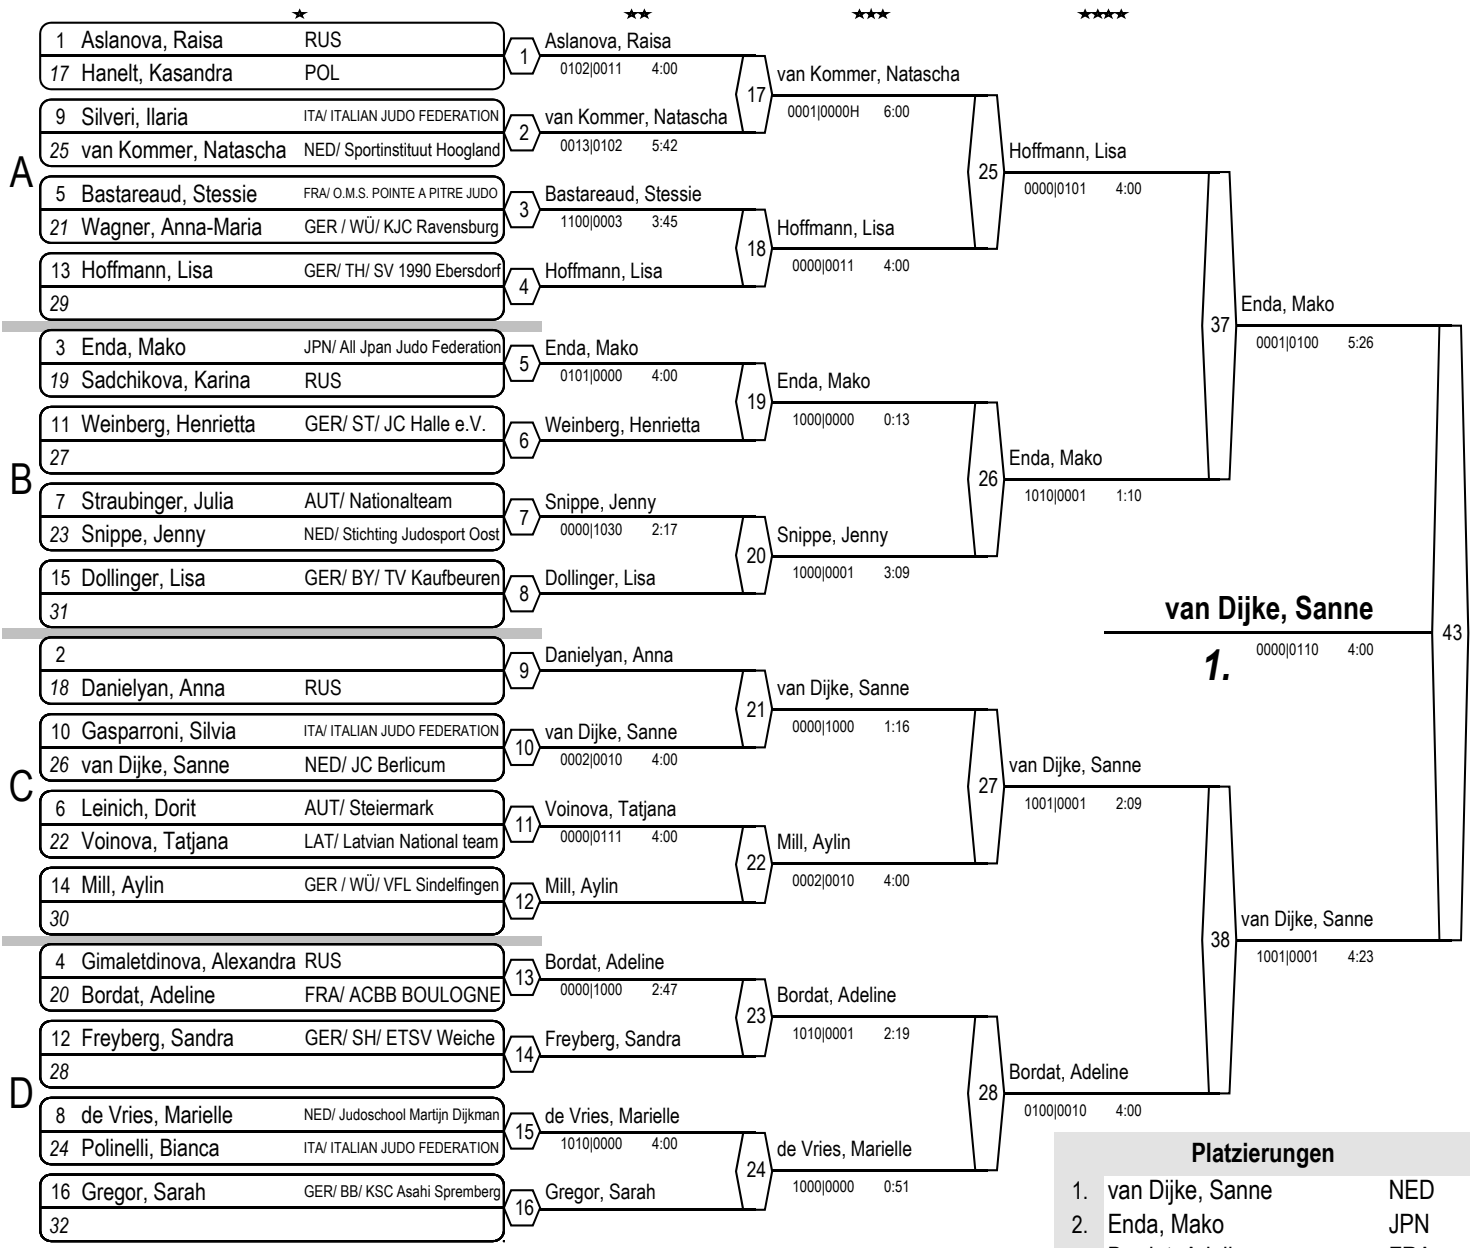 ★ ★★ ★★★ ★★★★
A
1 Aslanova, Raisa RUS
17 Hanelt, Kasandra POL
9 Silveri, Ilaria ITA/ ITALIAN JUDO FEDERATION
25 van Kommer, Natascha NED/ Sportinstituut Hoogland
5 Bastareaud, Stessie FRA/ O.M.S. POINTE A PITRE JUDO
21 Wagner, Anna-Maria GER / WÜ/ KJC Ravensburg
13 Hoffmann, Lisa GER/ TH/ SV 1990 Ebersdorf
29
B
3 Enda, Mako JPN/ All Jpan Judo Federation
19 Sadchikova, Karina RUS
11 Weinberg, Henrietta GER/ ST/ JC Halle e.V.
27
7 Straubinger, Julia AUT/ Nationalteam
23 Snippe, Jenny NED/ Stichting Judosport Oost
15 Dollinger, Lisa GER/ BY/ TV Kaufbeuren
31
C
2
18 Danielyan, Anna RUS
10 Gasparroni, Silvia ITA/ ITALIAN JUDO FEDERATION
26 van Dijke, Sanne NED/ JC Berlicum
6 Leinich, Dorit AUT/ Steiermark
22 Voinova, Tatjana LAT/ Latvian National team
14 Mill, Aylin GER / WÜ/ VFL Sindelfingen
30
D
4 Gimaletdinova, Alexandra RUS
20 Bordat, Adeline FRA/ ACBB BOULOGNE
12 Freyberg, Sandra GER/ SH/ ETSV Weiche
28
8 de Vries, Marielle NED/ Judoschool Martijn Dijkman
24 Polinelli, Bianca ITA/ ITALIAN JUDO FEDERATION
16 Gregor, Sarah GER/ BB/ KSC Asahi Spremberg
32
1 Aslanova, Raisa
0102|0011 4:00
2 van Kommer, Natascha
0013|0102 5:42
3 Bastareaud, Stessie
1100|0003 3:45
4 Hoffmann, Lisa
5 Enda, Mako
0101|0000 4:00
6 Weinberg, Henrietta
7 Snippe, Jenny
0000|1030 2:17
8 Dollinger, Lisa
9 Danielyan, Anna
10 van Dijke, Sanne
0002|0010 4:00
11 Voinova, Tatjana
0000|0111 4:00
12 Mill, Aylin
13 Bordat, Adeline
0000|1000 2:47
14 Freyberg, Sandra
15 de Vries, Marielle
1010|0000 4:00
16 Gregor, Sarah
17 van Kommer, Natascha
0001|0000H 6:00
18 Hoffmann, Lisa
0000|0011 4:00
19 Enda, Mako
1000|0000 0:13
20 Snippe, Jenny
1000|0001 3:09
21 van Dijke, Sanne
0000|1000 1:16
22 Mill, Aylin
0002|0010 4:00
23 Bordat, Adeline
1010|0001 2:19
24 de Vries, Marielle
1000|0000 0:51
25 Hoffmann, Lisa
0000|0101 4:00
26 Enda, Mako
1010|0001 1:10
27 van Dijke, Sanne
1001|0001 2:09
28 Bordat, Adeline
0100|0010 4:00
37 Enda, Mako
0001|0100 5:26
38 van Dijke, Sanne
1001|0001 4:23
van Dijke, Sanne 43
1. 0000|0110 4:00
Platzierungen
1. van Dijke, Sanne NED
2. Enda, Mako JPN